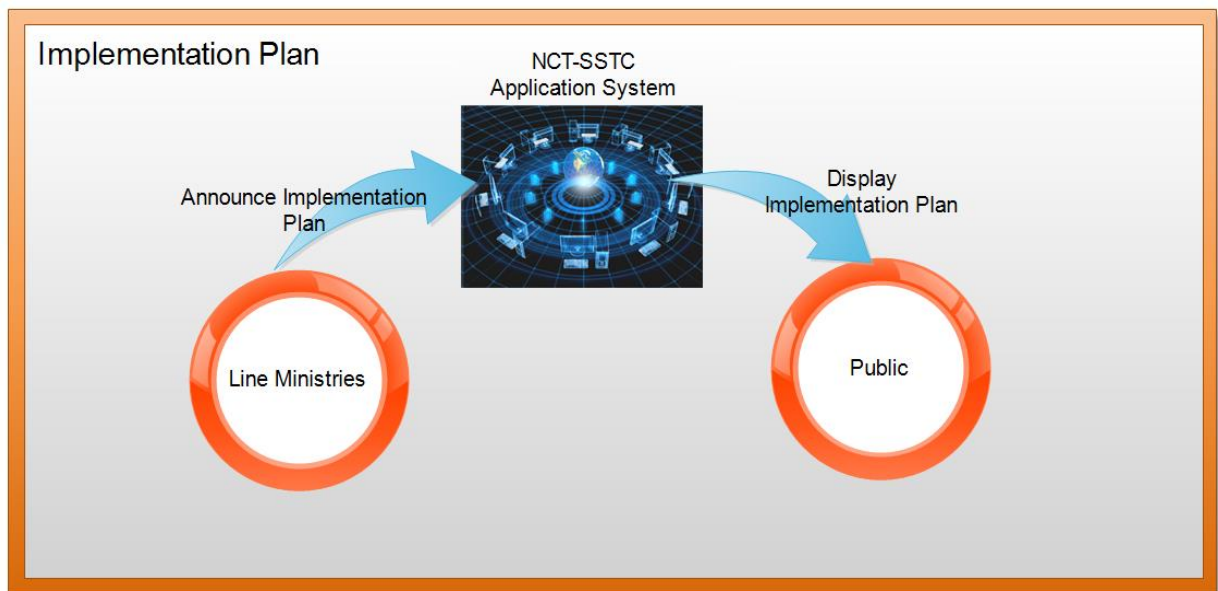 Implementation Plan
NCT-SSTC
Application System
Announce Implementation
Plan
Display
Implementation Plan
Line Ministries
Public